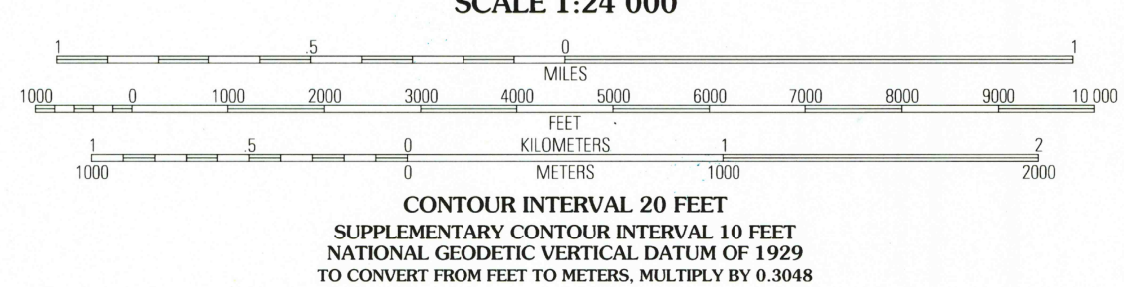 SCALE 1:24 000
1 .5 0 1
MILES
1000 0 1000 2000 3000 4000 5000 6000 7000 8000 9000 10 000
FEET
1 .5 0 KILOMETERS 1 2
1000 0 METERS 1000 2000
CONTOUR INTERVAL 20 FEET
SUPPLEMENTARY CONTOUR INTERVAL 10 FEET
NATIONAL GEODETIC VERTICAL DATUM OF 1929
TO CONVERT FROM FEET TO METERS, MULTIPLY BY 0.3048